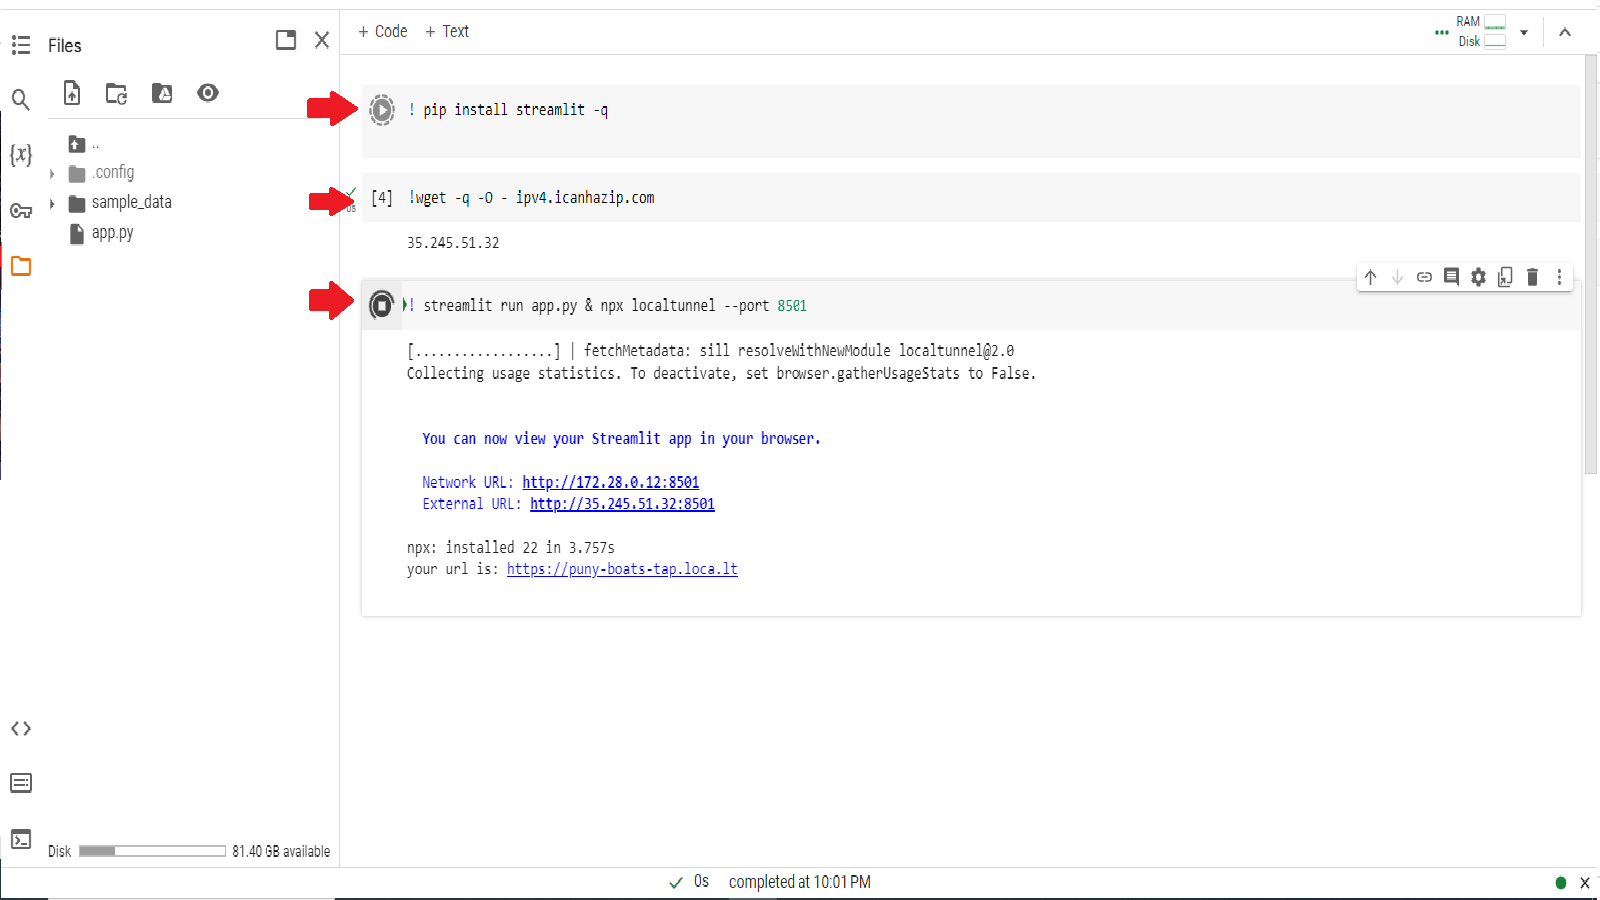 Files
+ Code + Text
RAM
Disk
! pip install streamlit -q
..
{x}
.config
sample_data
app.py
[4] !wget -q -O - ipv4.icanhazip.com
0s
35.245.51.32
! streamlit run app.py & npx localtunnel --port 8501
[..................] | fetchMetadata: sill resolveWithNewModule localtunnel@2.0
Collecting usage statistics. To deactivate, set browser.gatherUsageStats to False.
You can now view your Streamlit app in your browser.
Network URL: http://172.28.0.12:8501
External URL: http://35.245.51.32:8501
npx: installed 22 in 3.757s
your url is: https://puny-boats-tap.loca.lt
Disk 81.40 GB available
0s completed at 10:01 PM